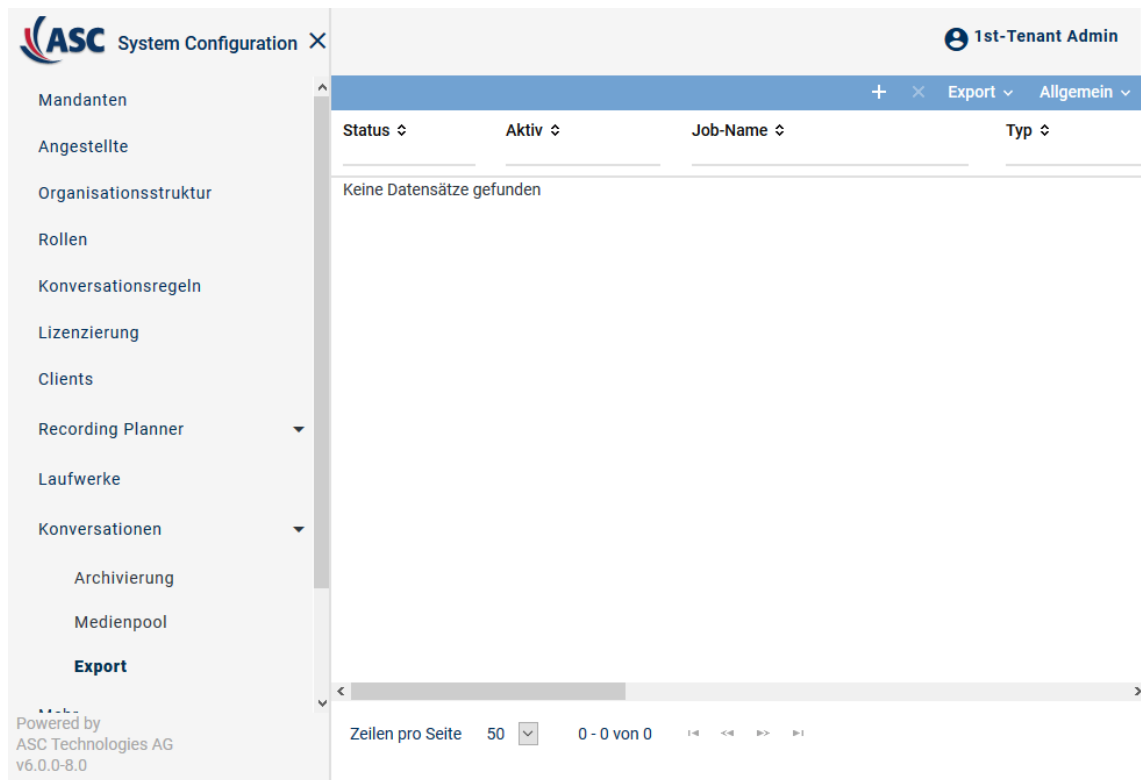 ASC System Configuration
1st-Tenant Admin
Mandanten
Angestellte
Organisationsstruktur
Rollen
Konversationsregeln
Lizenzierung
Clients
Recording Planner
Laufwerke
Konversationen
Archivierung
Medienpool
Export
Powered by
ASC Technologies AG
v6.0.0-8.0
Export Allgemein
Status Aktiv Job-Name Typ
Keine Datensätze gefunden
Zeilen pro Seite 50 0 - 0 von 0